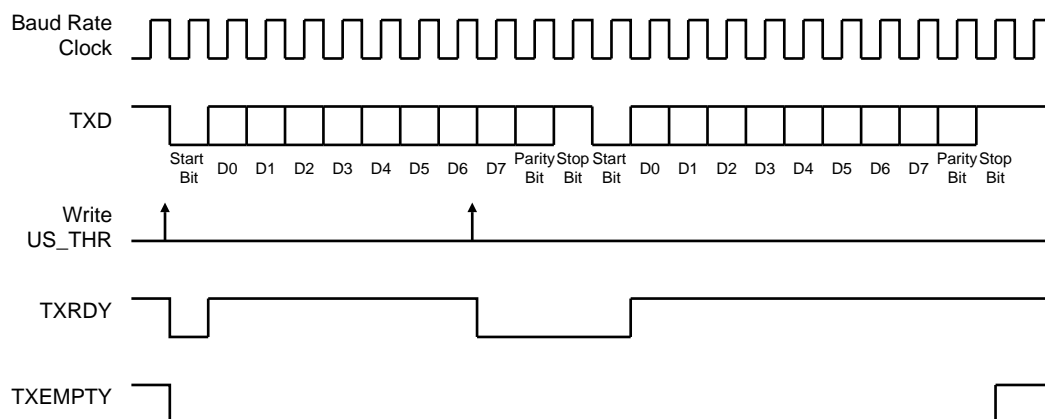 Baud Rate
Clock
TXD
Start
Bit
D0
D1
D2
D3
D4
D5
D6
D7
Parity
Bit
Stop
Bit
Start
Bit
D0
D1
D2
D3
D4
D5
D6
D7
Parity
Bit
Stop
Bit
Write
US_THR
TXRDY
TXEMPTY